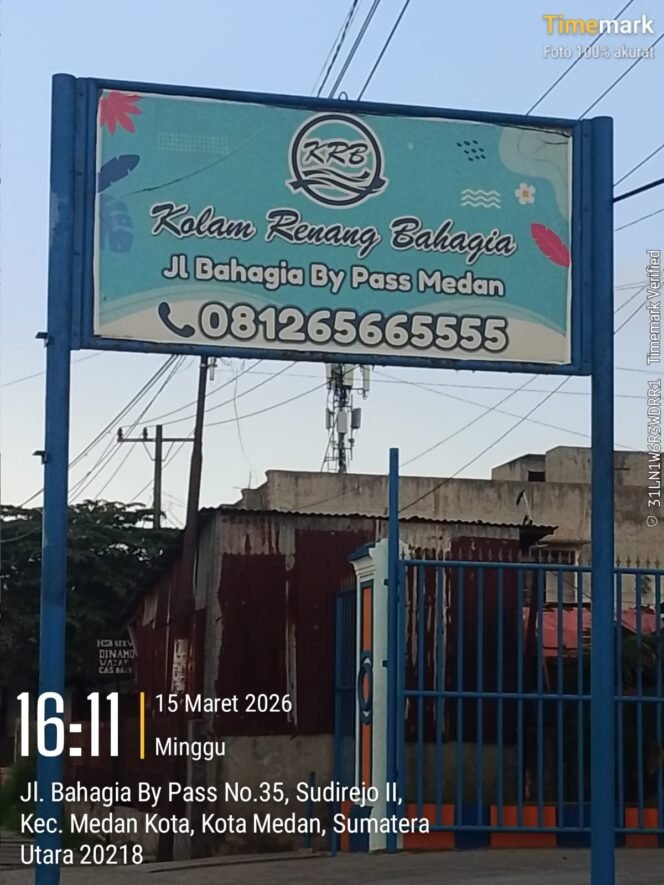 Timemark
Foto 100% akurat
KRB
Kolam Renang Bahagia
Jl Bahagia By Pass Medan
081265665555
31LN1W6R3WDRR1 Timemark Verified
DINAMO
16:11
15 Maret 2026
Minggu
Jl. Bahagia By Pass No.35, Sudirejo II,
Kec. Medan Kota, Kota Medan, Sumatera
Utara 20218